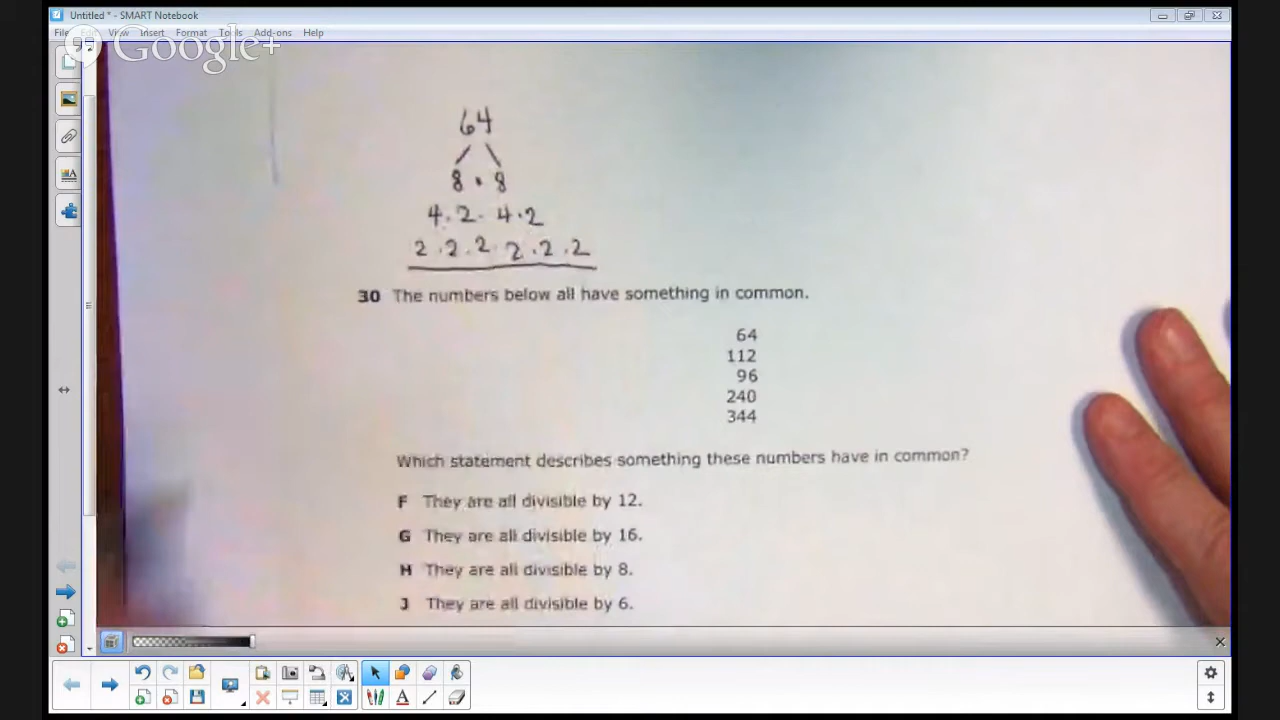 Untitled * - SMART Notebook
File Edit View Insert Format Tools Add-ons Help
Google+
64
8 · 8
4 · 2 · 4 · 2
2 · 2 · 2 · 2 · 2 · 2
30 The numbers below all have something in common.
64
112
96
240
344
Which statement describes something these numbers have in common?
F They are all divisible by 12.
G They are all divisible by 16.
H They are all divisible by 8.
J They are all divisible by 6.